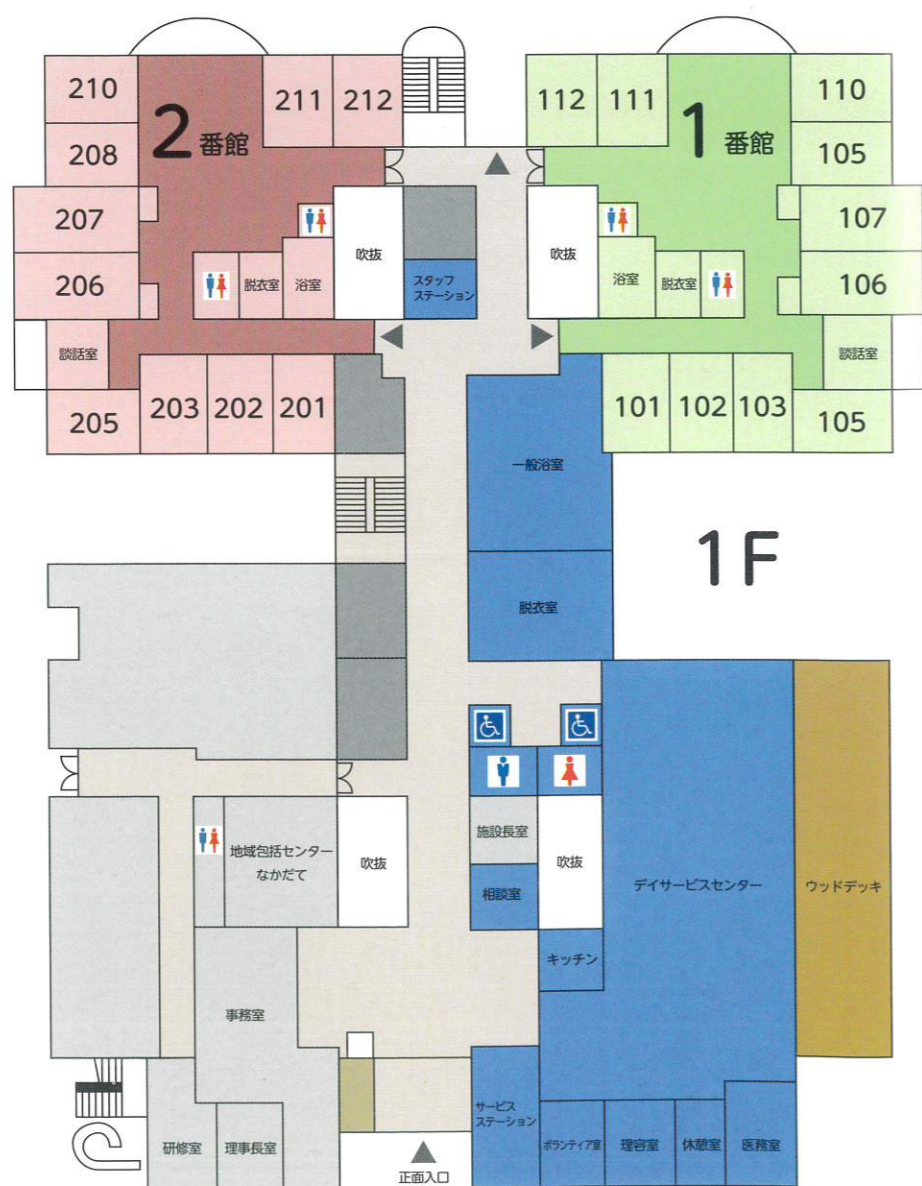 210
211
212
112
111
110
2番館
1番館
208
105
207
107
吹抜
スタッフ
ステーション
吹抜
206
脱衣室
浴室
浴室
脱衣室
106
談話室
談話室
205
203
202
201
101
102
103
105
一般浴室
1F
脱衣室
施設長室
地域包括センター
なかだて
吹抜
相談室
吹抜
デイサービスセンター
ウッドデッキ
キッチン
事務室
サービス
ステーション
研修室
理事長室
ボランティア室
理容室
休憩室
医務室
正面入口